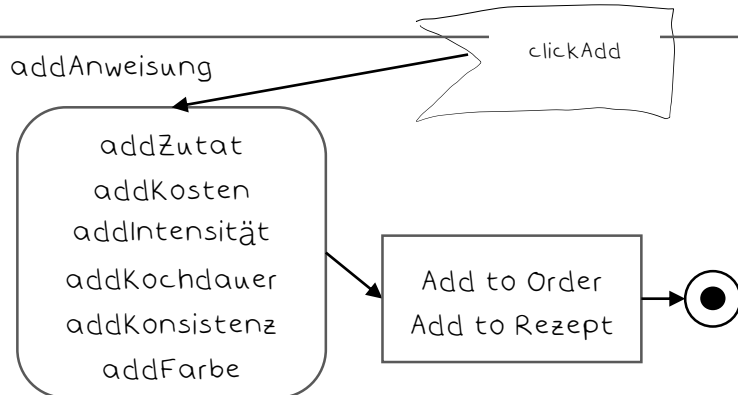 clickAdd
addAnweisung
addZutat
addKosten
addIntensität
addKochdauer
addKonsistenz
addFarbe
Add to Order
Add to Rezept